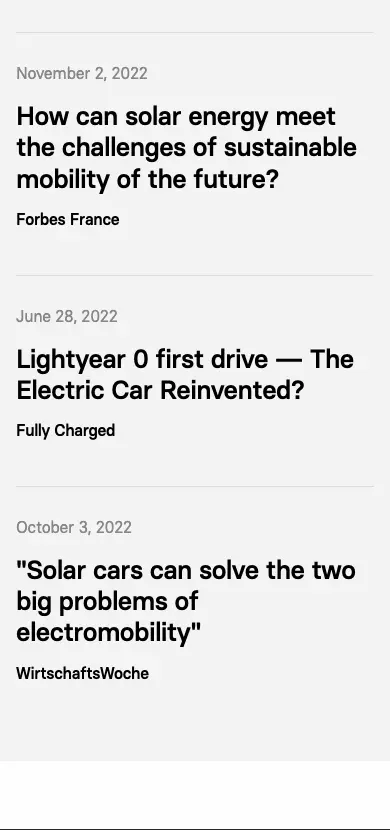 November 2, 2022
How can solar energy meet
the challenges of sustainable
mobility of the future?
Forbes France
June 28, 2022
Lightyear 0 first drive — The
Electric Car Reinvented?
Fully Charged
October 3, 2022
"Solar cars can solve the two
big problems of
electromobility"
WirtschaftsWoche